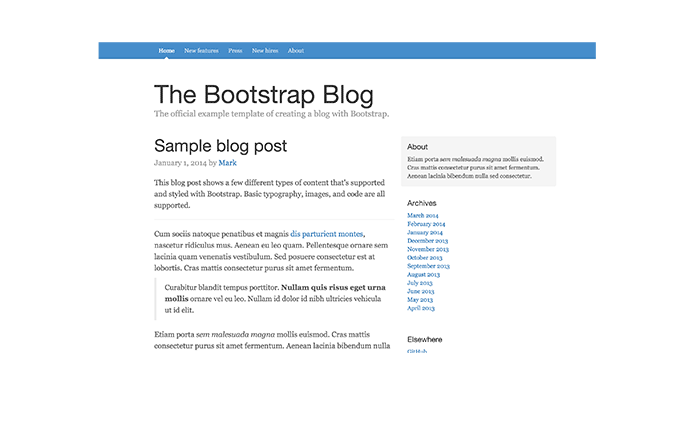 Home New features Press New hires About
The Bootstrap Blog
The official example template of creating a blog with Bootstrap.
Sample blog post
January 1, 2014 by Mark
This blog post shows a few different types of content that's supported
and styled with Bootstrap. Basic typography, images, and code are all
supported.
Cum sociis natoque penatibus et magnis dis parturient montes,
nascetur ridiculus mus. Aenean eu leo quam. Pellentesque ornare sem
lacinia quam venenatis vestibulum. Sed posuere consectetur est at
lobortis. Cras mattis consectetur purus sit amet fermentum.
Curabitur blandit tempus porttitor. Nullam quis risus eget urna
mollis ornare vel eu leo. Nullam id dolor id nibh ultricies vehicula
ut id elit.
Etiam porta sem malesuada magna mollis euismod. Cras mattis
consectetur purus sit amet fermentum. Aenean lacinia bibendum nulla
About
Etiam porta sem malesuada magna mollis euismod.
Cras mattis consectetur purus sit amet fermentum.
Aenean lacinia bibendum nulla sed consectetur.
Archives
March 2014
February 2014
January 2014
December 2013
November 2013
October 2013
September 2013
August 2013
July 2013
June 2013
May 2013
April 2013
Elsewhere
GitHub